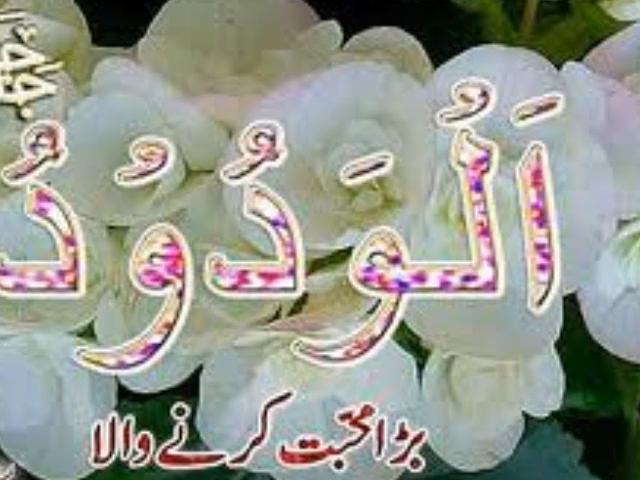 اَلُوَدُوُدُ
بڑا محبت کرنے والا